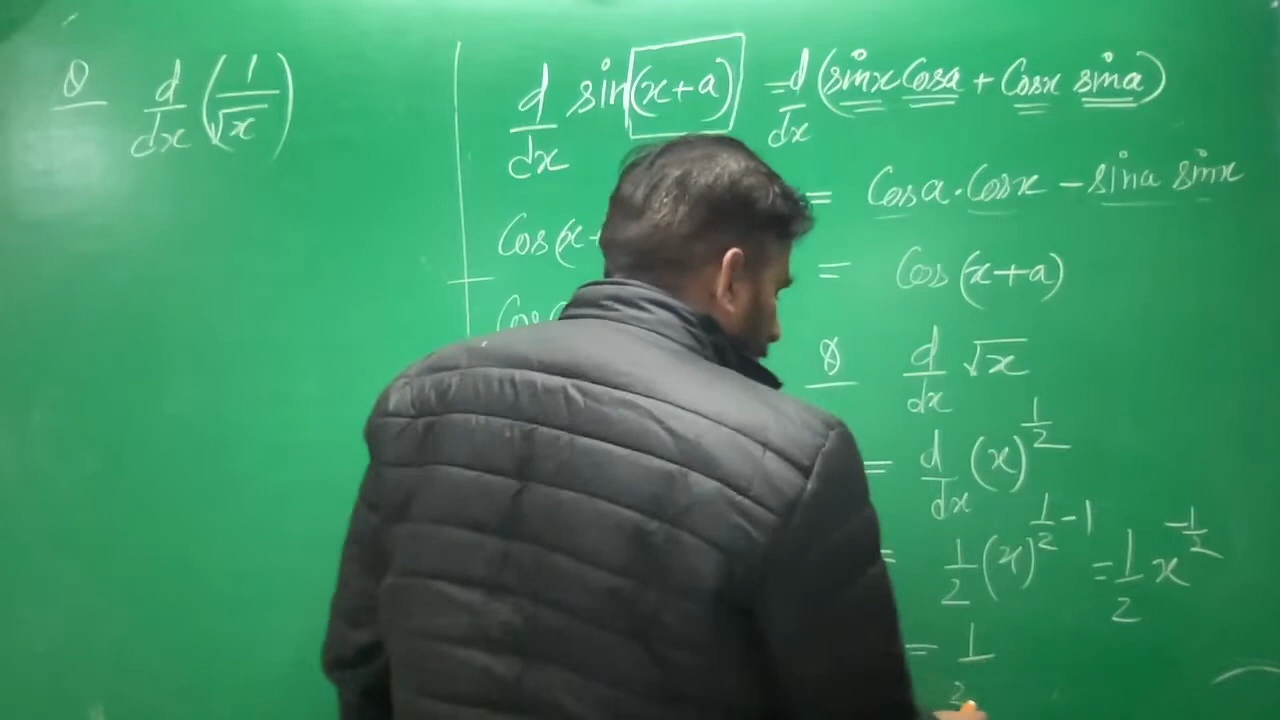 Q d/dx (1/√x)
d/dx sin(x+a) = d/dx (sinx Cosa + Cosx sina)
= Cosa . Cosx - sina sinx
Cos(x
= Cos(x+a)
Q d/dx √x
= d/dx (x)^1/2
= 1/2 (x)^1/2-1 = 1/2 x^-1/2
= 1/2